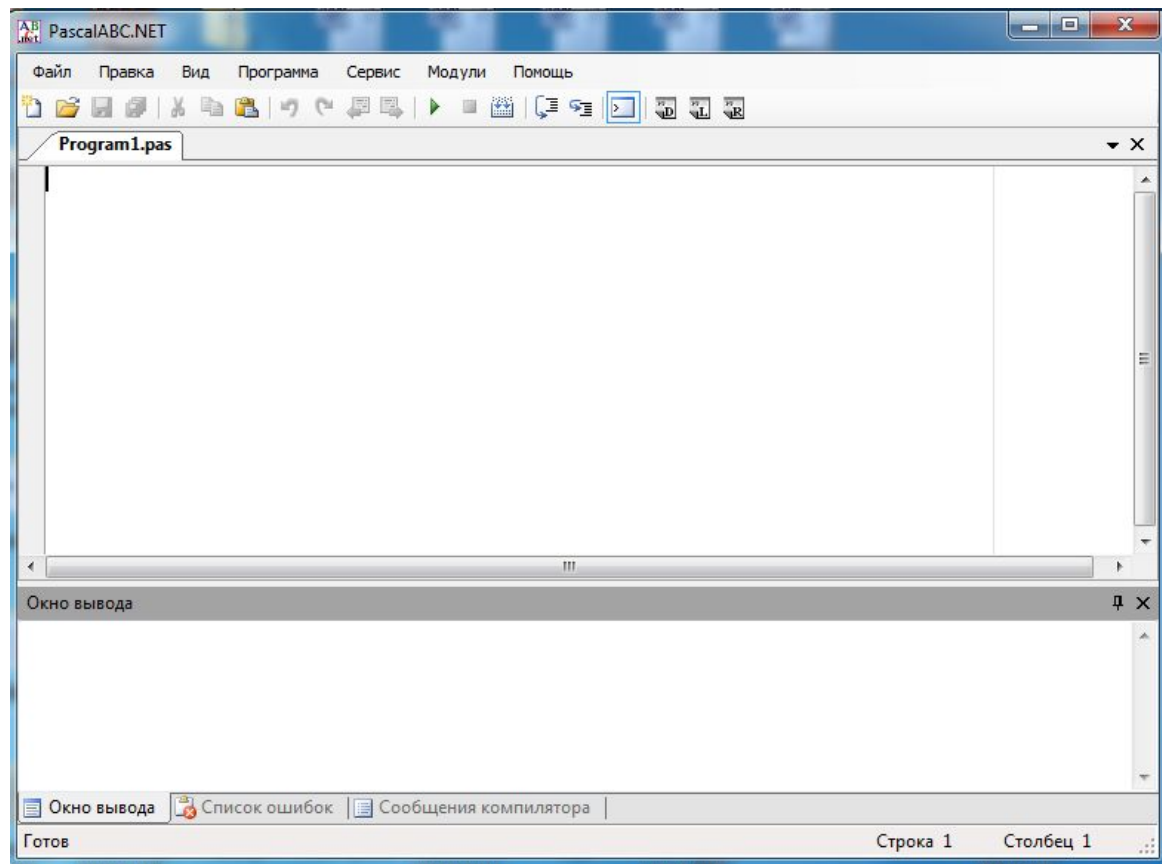 PascalABC.NET
Файл Правка Вид Программа Сервис Модули Помощь
Program1.pas
Окно вывода
Окно вывода Список ошибок Сообщения компилятора
Готов Строка 1 Столбец 1